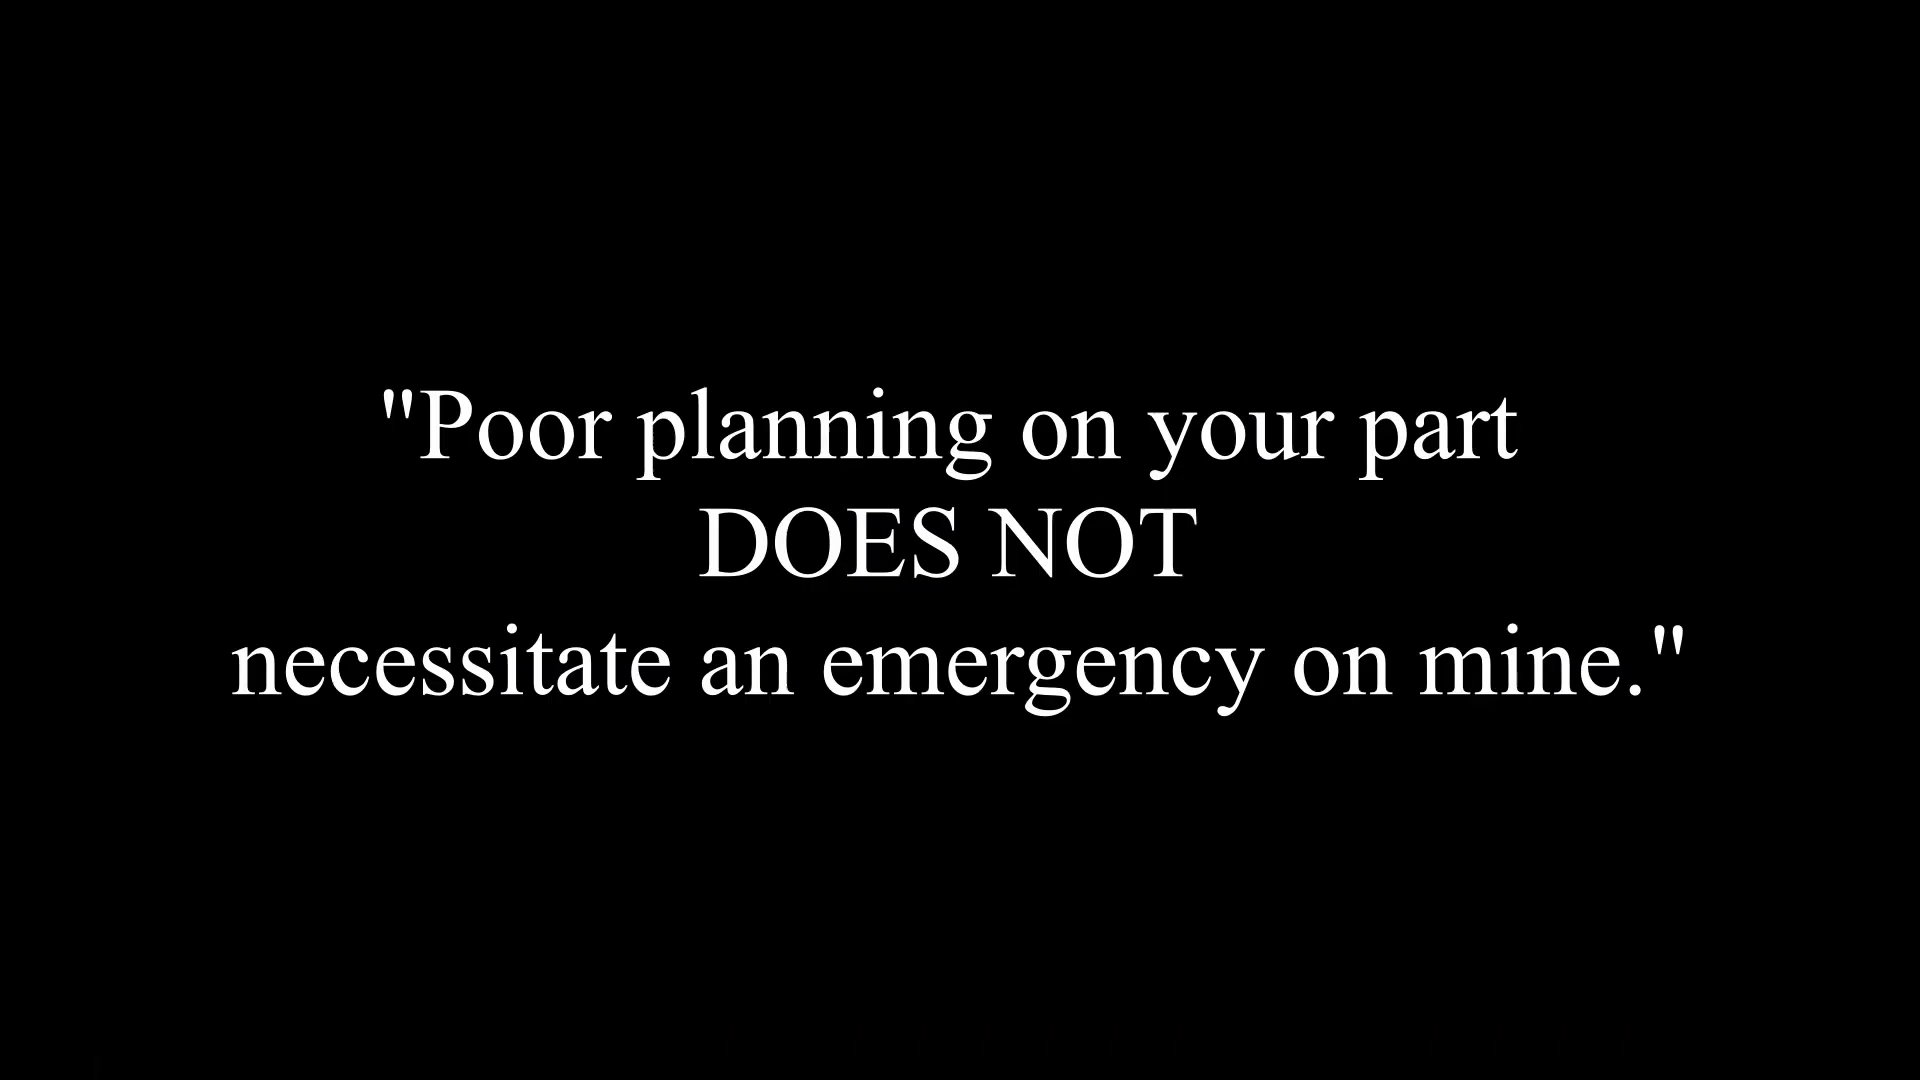 "Poor planning on your part
DOES NOT
necessitate an emergency on mine."